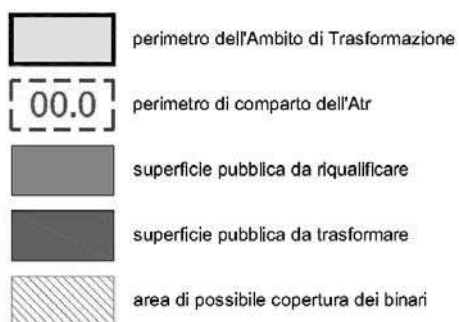 perimetro dell'Ambito di Trasformazione
00.0 perimetro di comparto dell'Atr
superficie pubblica da riqualificare
superficie pubblica da trasformare
area di possibile copertura dei binari